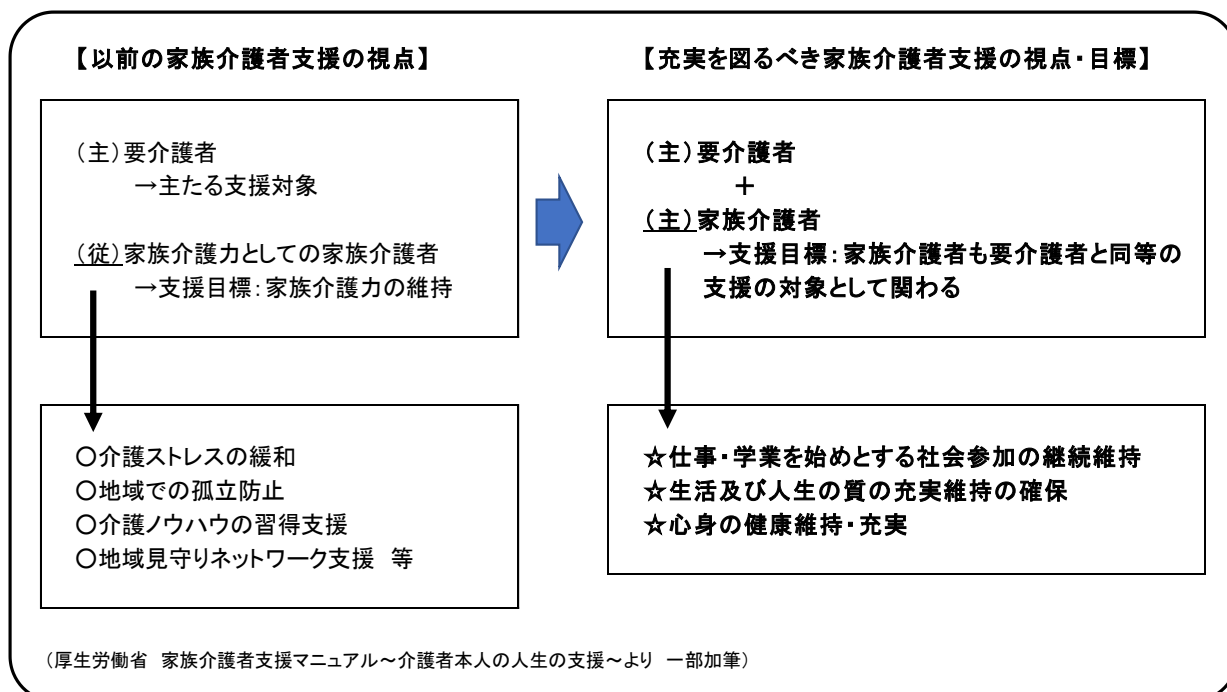 【以前の家族介護者支援の視点】
(主)要介護者
→主たる支援対象
(従)家族介護力としての家族介護者
→支援目標:家族介護力の維持
○介護ストレスの緩和
○地域での孤立防止
○介護ノウハウの習得支援
○地域見守りネットワーク支援 等
【充実を図るべき家族介護者支援の視点・目標】
(主)要介護者
+
(主)家族介護者
→支援目標:家族介護者も要介護者と同等の
支援の対象として関わる
☆仕事・学業を始めとする社会参加の継続維持
☆生活及び人生の質の充実維持の確保
☆心身の健康維持・充実
(厚生労働省 家族介護者支援マニュアル~介護者本人の人生の支援~より 一部加筆)